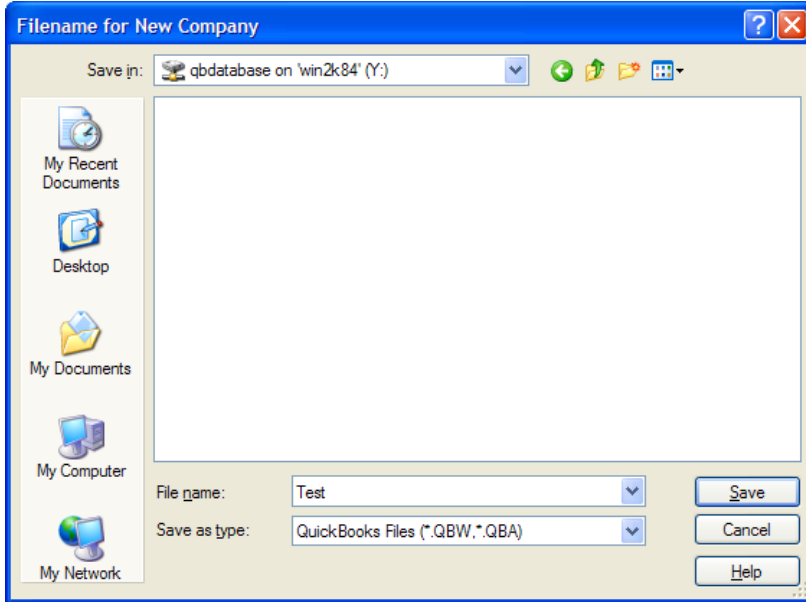 Filename for New Company
Save in:
qbdatabase on 'win2k84' (Y:)
My Recent
Documents
Desktop
My Documents
My Computer
My Network
File name:
Test
Save
Save as type:
QuickBooks Files (*.QBW,*.QBA)
Cancel
Help